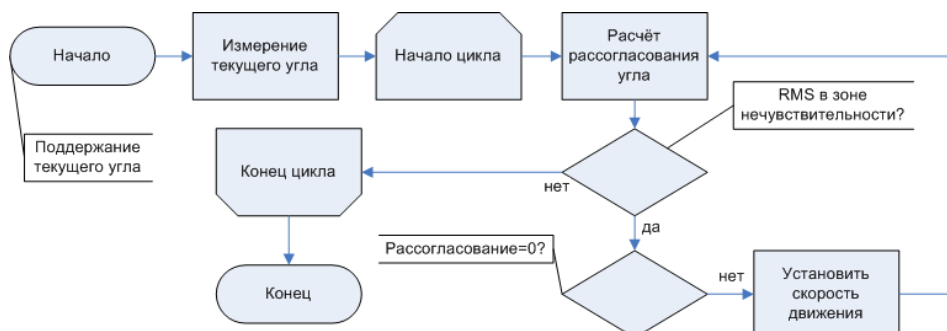 Начало
Измерение
текущего угла
Начало цикла
Расчёт
рассогласования
угла
RMS в зоне
нечувствительности?
Поддержание
текущего угла
Конец цикла
нет
да
Рассогласование=0?
Конец
нет
Установить
скорость
движения